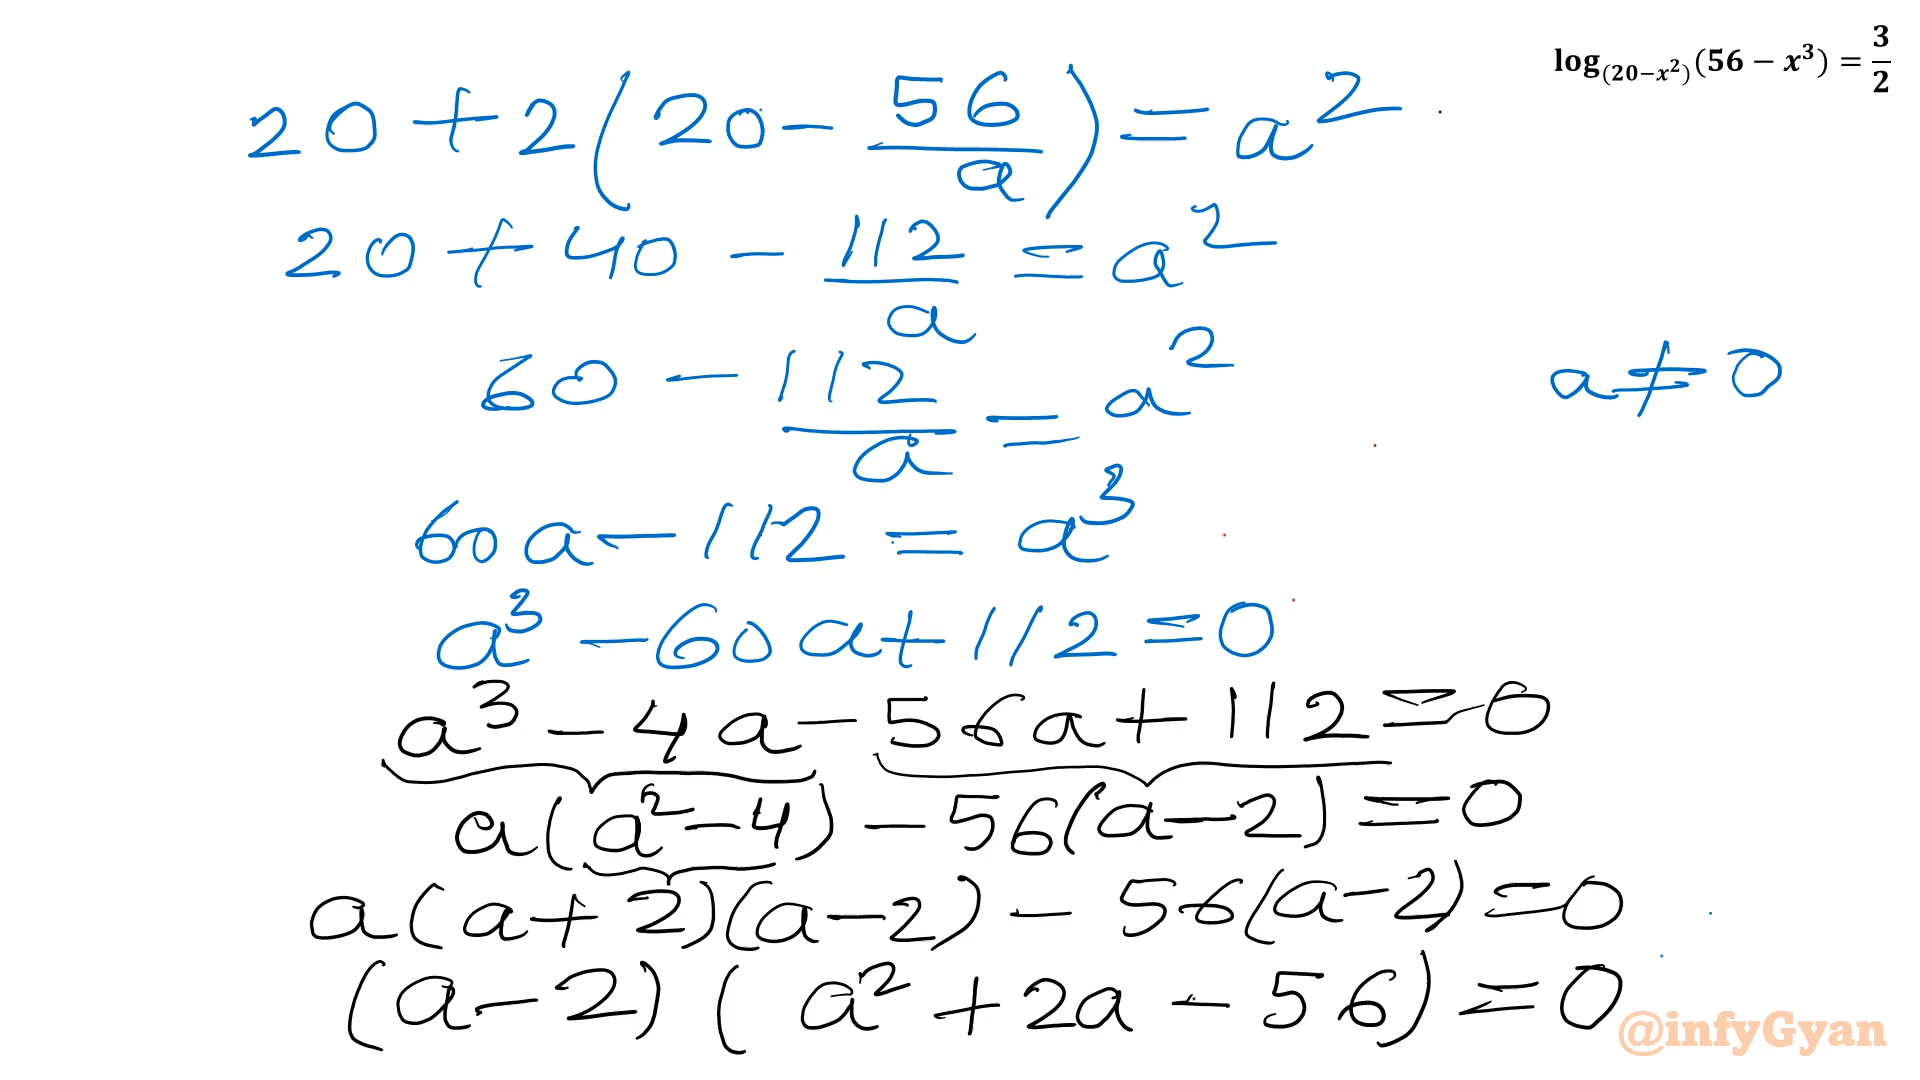 log₍₂₀₋ₓ²₎(56 − x³) = 3/2
20 + 2(20 − 56/a) = a²
20 + 40 − 112/a = a²
60 − 112/a = a²
a ≠ 0
60a − 112 = a³
a³ − 60a + 112 = 0
a³ − 4a − 56a + 112 = 0
a(a² − 4) − 56(a − 2) = 0
a(a + 2)(a − 2) − 56(a − 2) = 0
(a − 2)(a² + 2a − 56) = 0
@infyGyan